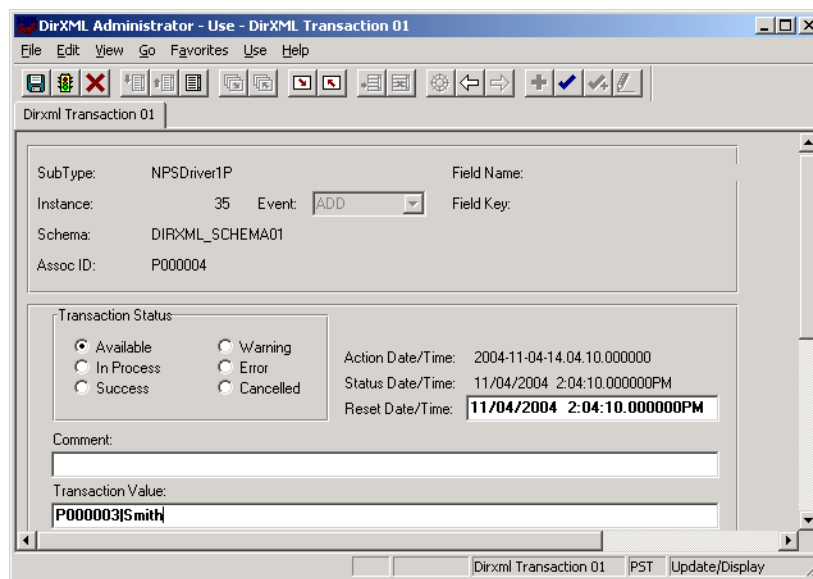 DirXML Administrator - Use - DirXML Transaction 01
File Edit View Go Favorites Use Help
Dirxml Transaction 01
SubType: NPSDriver1P Field Name:
Instance: 35 Event: ADD Field Key:
Schema: DIRXML_SCHEMA01
Assoc ID: P000004
Transaction Status
Available Warning
In Process Error
Success Cancelled
Action Date/Time: 2004-11-04-14.04.10.000000
Status Date/Time: 11/04/2004 2:04:10.000000PM
Reset Date/Time: 11/04/2004 2:04:10.000000PM
Comment:
Transaction Value:
P000003|Smith
Dirxml Transaction 01 PST Update/Display